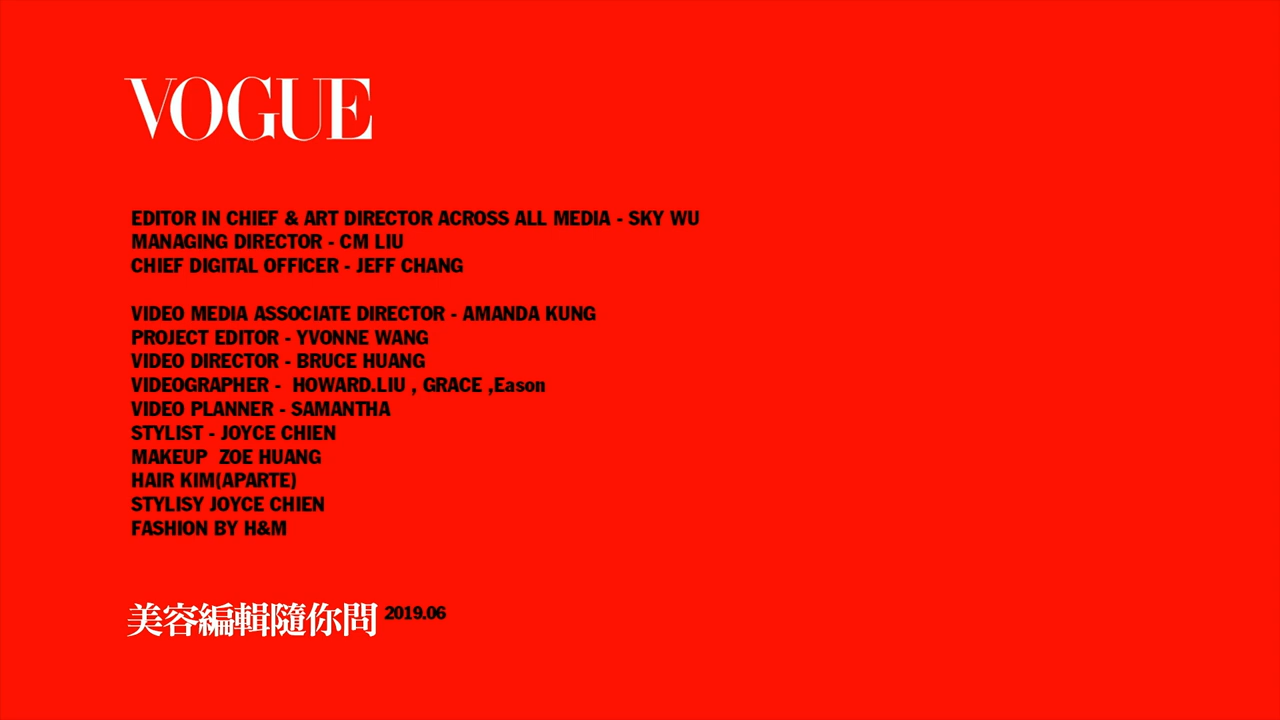 VOGUE
EDITOR IN CHIEF & ART DIRECTOR ACROSS ALL MEDIA - SKY WU
MANAGING DIRECTOR - CM LIU
CHIEF DIGITAL OFFICER - JEFF CHANG
VIDEO MEDIA ASSOCIATE DIRECTOR - AMANDA KUNG
PROJECT EDITOR - YVONNE WANG
VIDEO DIRECTOR - BRUCE HUANG
VIDEOGRAPHER -  HOWARD.LIU , GRACE ,Eason
VIDEO PLANNER - SAMANTHA
STYLIST - JOYCE CHIEN
MAKEUP  ZOE HUANG
HAIR KIM(APARTE)
STYLISY JOYCE CHIEN
FASHION BY H&M
美容編輯隨你問 2019.06